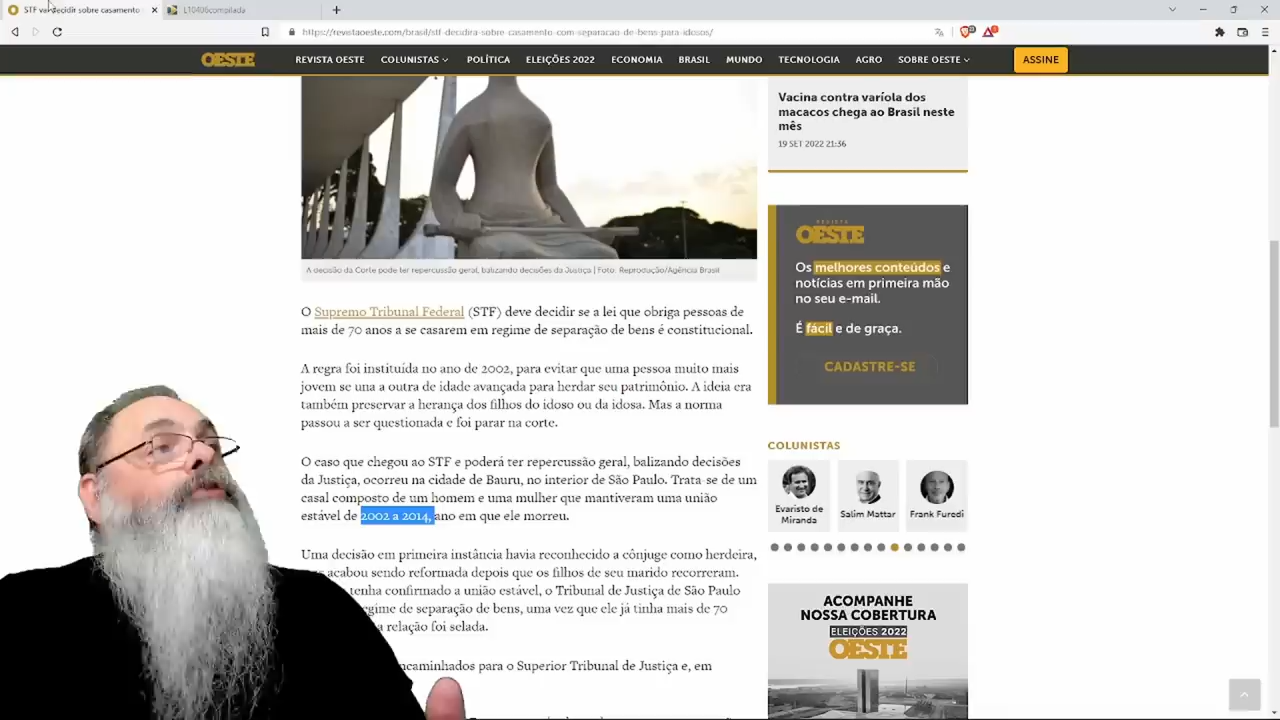 STF vai decidir sobre casamento
L10406compilada
https://revistaoeste.com/brasil/stf-decidira-sobre-casamento-com-separacao-de-bens-para-idosos/
OESTE
REVISTA OESTE
COLUNISTAS
POLÍTICA
ELEIÇÕES 2022
ECONOMIA
BRASIL
MUNDO
TECNOLOGIA
AGRO
SOBRE OESTE
ASSINE
A decisão da Corte pode ter repercussão geral, balizando decisões da Justiça | Foto: Reprodução/Agência Brasil
O Supremo Tribunal Federal (STF) deve decidir se a lei que obriga pessoas de
mais de 70 anos a se casarem em regime de separação de bens é constitucional.
A regra foi instituída no ano de 2002, para evitar que uma pessoa muito mais
jovem se una a outra de idade avançada para herdar seu patrimônio. A ideia era
também preservar a herança dos filhos do idoso ou da idosa. Mas a norma
passou a ser questionada e foi parar na corte.
O caso que chegou ao STF e poderá ter repercussão geral, balizando decisões
da Justiça, ocorreu na cidade de Bauru, no interior de São Paulo. Trata-se de um
casal composto de um homem e uma mulher que mantiveram uma união
estável de 2002 a 2014, ano em que ele morreu.
Uma decisão em primeira instância havia reconhecido a cônjuge como herdeira,
acabou sendo reformada depois que os filhos de seu marido recorreram.
tenha confirmado a união estável, o Tribunal de Justiça de São Paulo
regime de separação de bens, uma vez que ele já tinha mais de 70
a relação foi selada.
encaminhados para o Superior Tribunal de Justiça e, em
Vacina contra varíola dos
macacos chega ao Brasil neste
mês
19 SET 2022 21:36
REVISTA
OESTE
Os melhores conteúdos e
notícias em primeira mão
no seu e-mail.
É fácil e de graça.
CADASTRE-SE
COLUNISTAS
Evaristo de
Miranda
Salim Mattar
Frank Furedi
ACOMPANHE
NOSSA COBERTURA
ELEIÇÕES 2022
OESTE